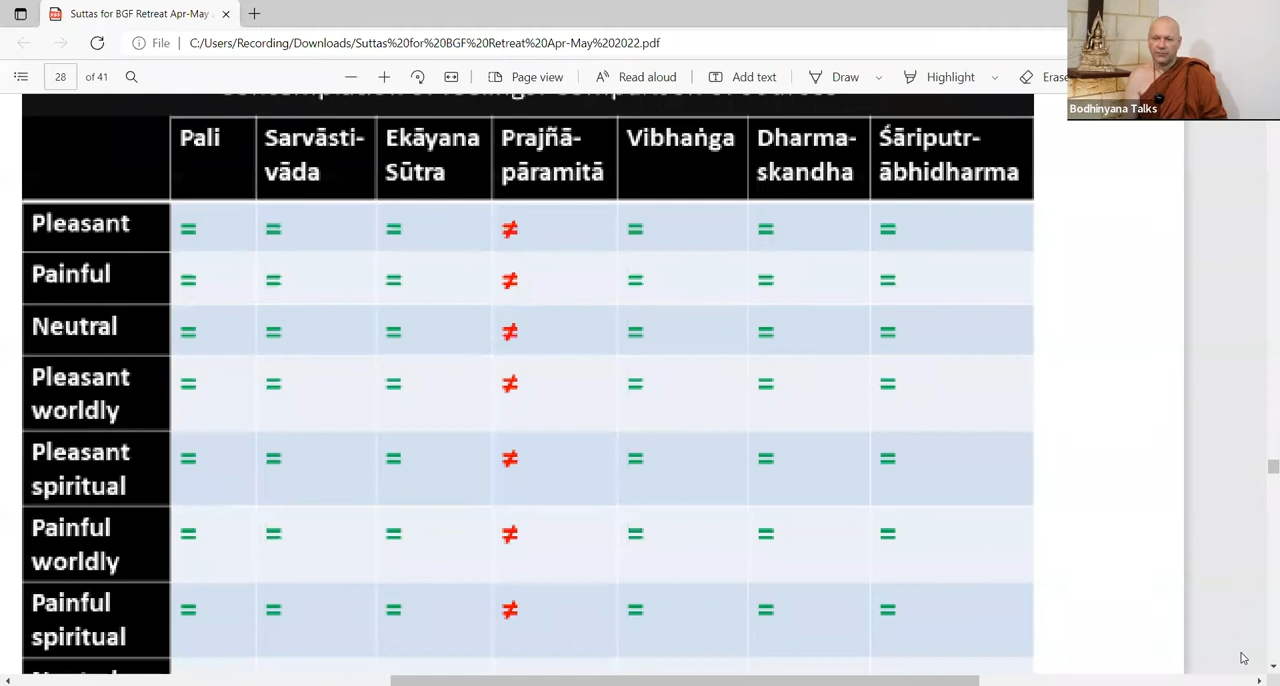 Suttas for BGF Retreat Apr-May
File
C:/Users/Recording/Downloads/Suttas%20for%20BGF%20Retreat%20Apr-May%202022.pdf
28 of 41
Page view
Read aloud
Add text
Draw
Highlight
Erase
Bodhinyana Talks
Pali Sarvāsti- Ekāyana Prajñā- Vibhaṅga Dharma- Śāriputr-
vāda Sūtra pāramitā skandha ābhidharma
Pleasant = = = ≠ = = =
Painful = = = ≠ = = =
Neutral = = = ≠ = = =
Pleasant = = = ≠ = = =
worldly
Pleasant = = = ≠ = = =
spiritual
Painful = = = ≠ = = =
worldly
Painful = = = ≠ = = =
spiritual